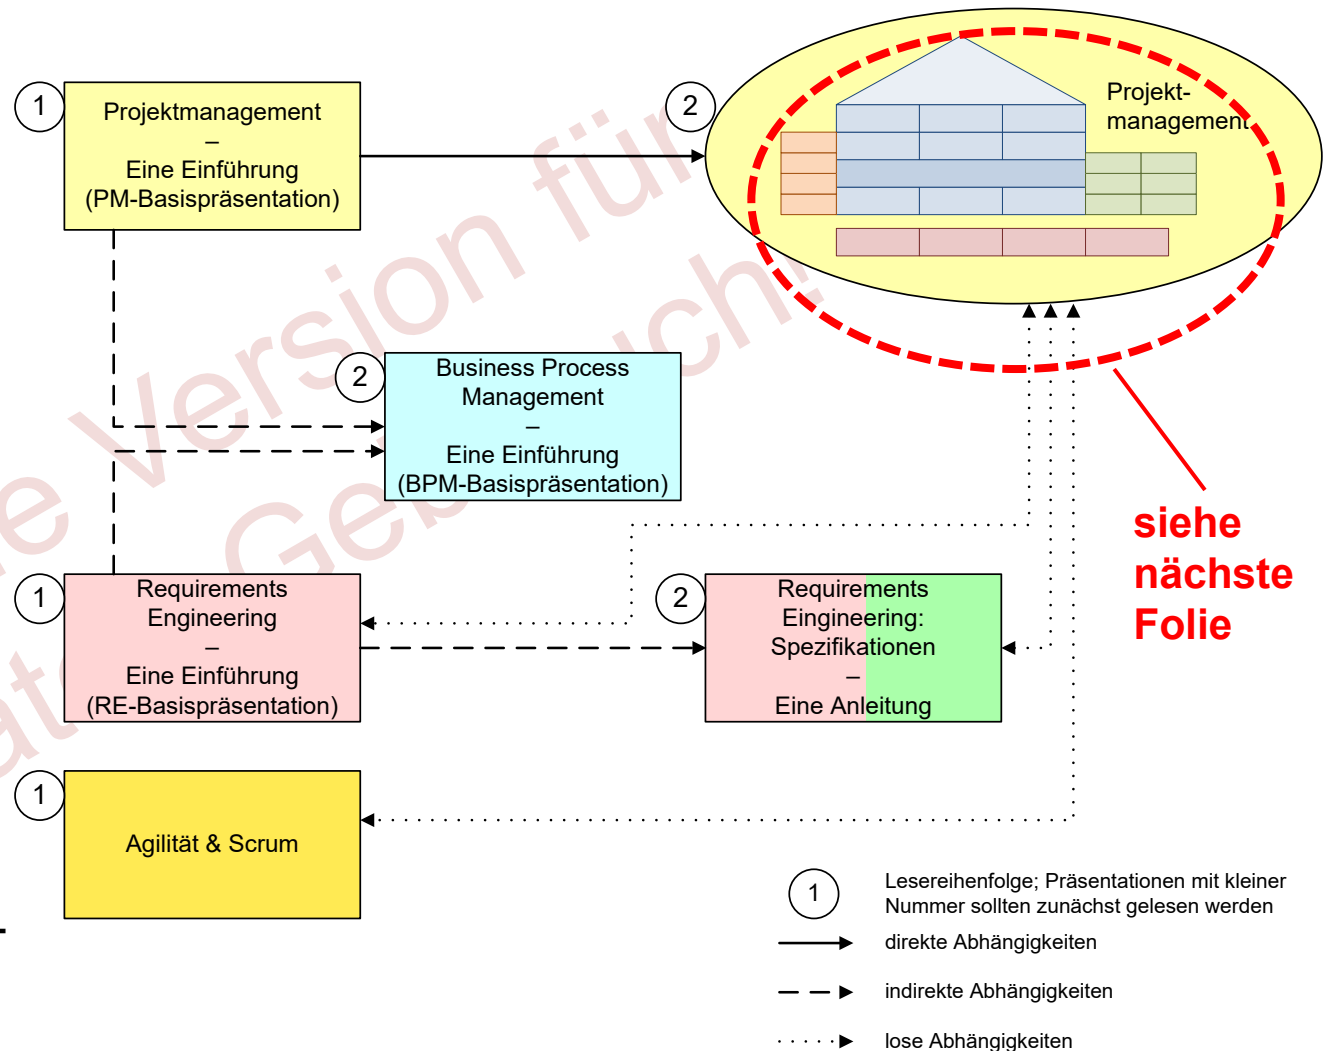 1
Projektmanagement
–
Eine Einführung
(PM-Basispräsentation)
2
Projekt-
management
2
Business Process
Management
–
Eine Einführung
(BPM-Basispräsentation)
siehe
nächste
Folie
1
Requirements
Engineering
–
Eine Einführung
(RE-Basispräsentation)
2
Requirements
Eingineering:
Spezifikationen
–
Eine Anleitung
1
Agilität & Scrum
1
Lesereihenfolge; Präsentationen mit kleiner
Nummer sollten zunächst gelesen werden
direkte Abhängigkeiten
indirekte Abhängigkeiten
lose Abhängigkeiten
Version für